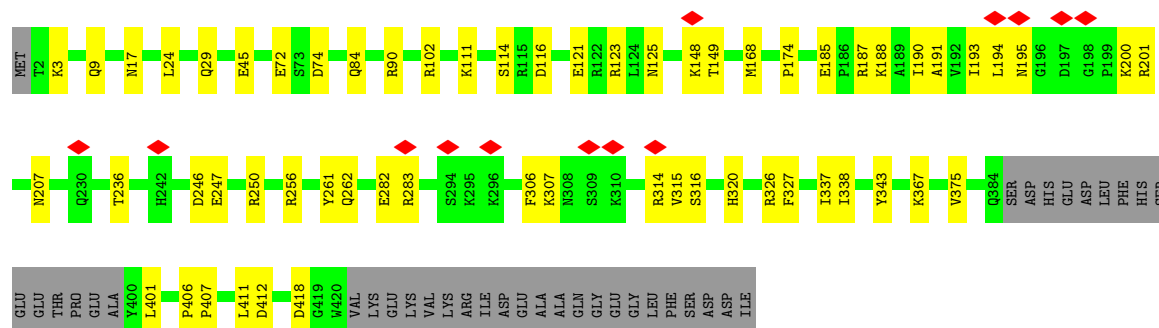 MET T2 K3 Q9 N17 L24 Q29 E45 E72 S73 D74 Q84 R90 R102 K111 S114 R115 D116 E121 R122 R123 L124 N125 K148 T149 M168 P174 E185 P186 R187 K188 A189 I190 A191 V192 I193 L194 N195 G196 D197 G198 P199 K200 R201
N207 Q230 T236 H242 D246 E247 R250 R256 Y261 Q262 E282 R283 S294 K295 K296 F306 K307 N308 S309 K310 R314 V315 S316 H320 R326 F327 I337 I338 Y343 K367 V375 Q384 SER ASP HIS GLU ASP LEU PHE HIS SER
GLU GLU THR PRO GLU ALA Y400 L401 P406 P407 L411 D412 D418 G419 W420 VAL LYS GLU LYS VAL LYS ARG ILE ASP GLU ALA ALA GLN GLY GLU GLY LEU PHE SER ASP ASP ILE